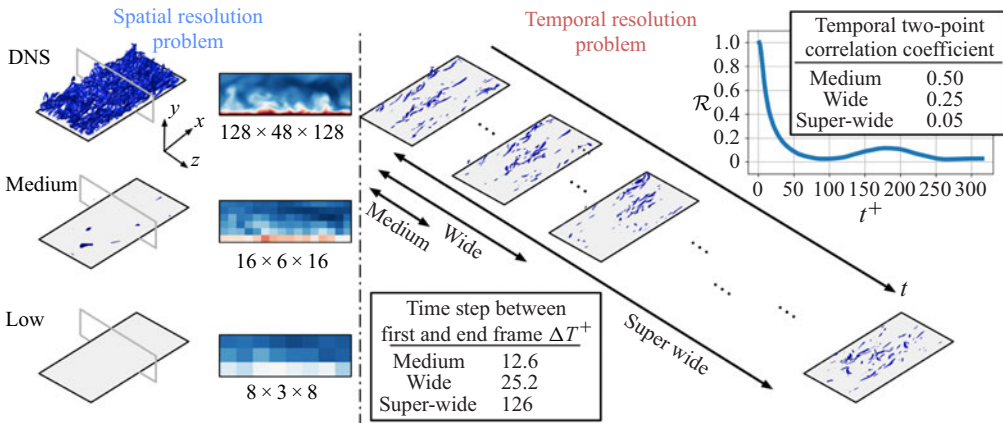 Spatial resolution
problem
DNS
y
x
z
128 × 48 × 128
Medium
16 × 6 × 16
Low
8 × 3 × 8
Temporal resolution
problem
...
...
...
...
...
Medium
Wide
Super wide
t
Time step between
first and end frame ΔT+
Medium 12.6
Wide 25.2
Super-wide 126
1.0
0.8
0.6
0.4
0.2
0
R
0 50 100 150 200 250 300
t+
Temporal two-point
correlation coefficient
Medium 0.50
Wide 0.25
Super-wide 0.05